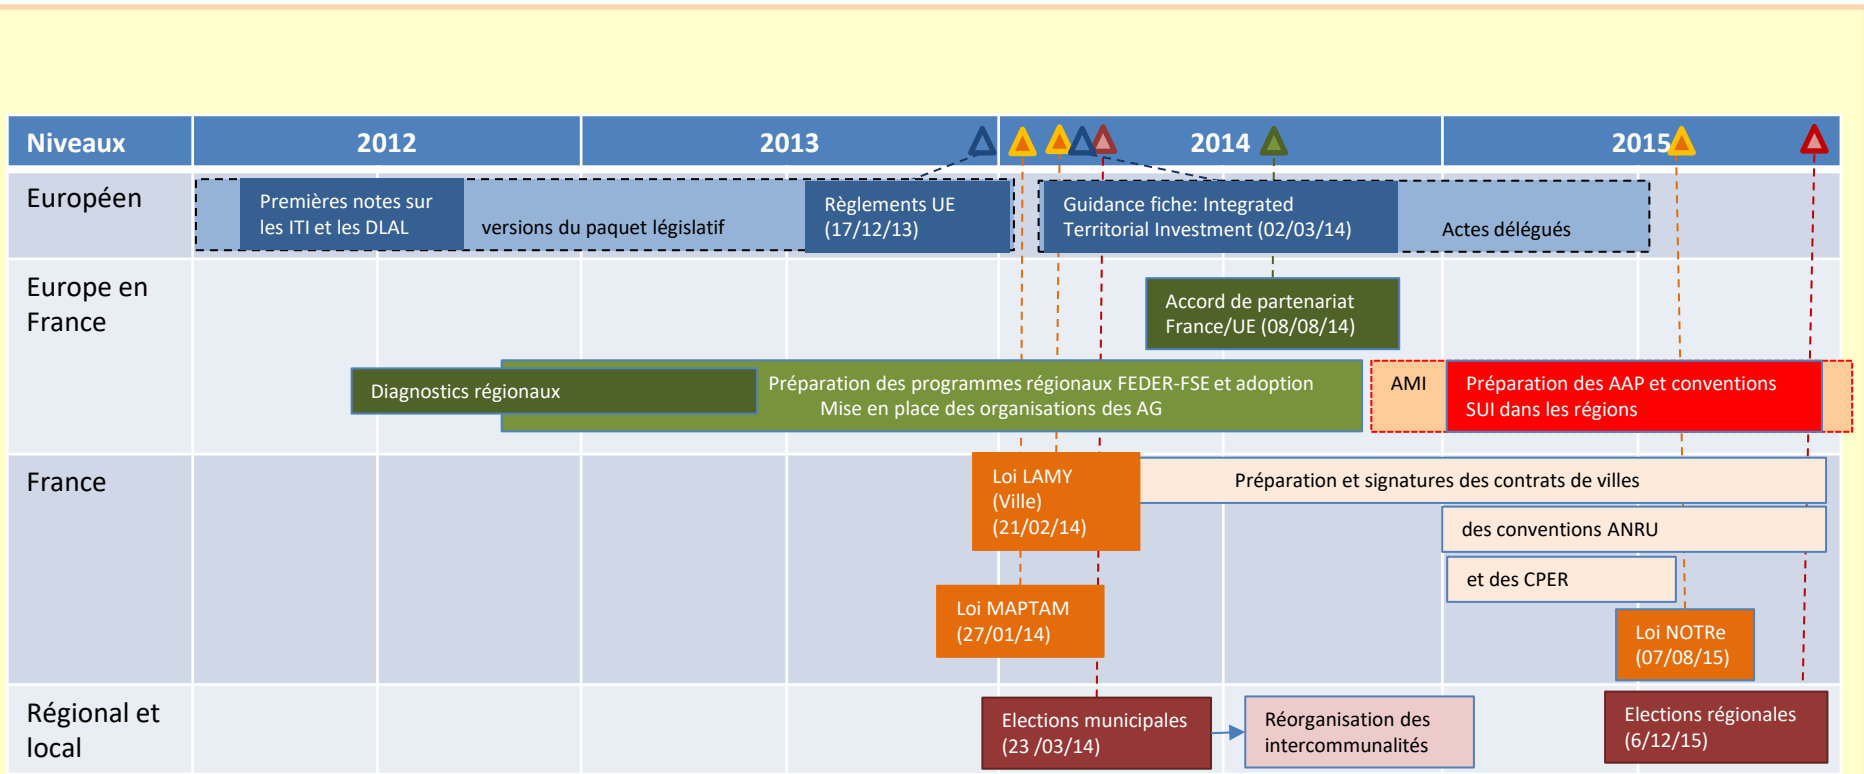 Niveaux
2012
2013
2014
2015
Européen
Premières notes sur
les ITI et les DLAL
versions du paquet législatif
Règlements UE
(17/12/13)
Guidance fiche: Integrated
Territorial Investment (02/03/14)
Actes délégués
Europe en
France
Accord de partenariat
France/UE (08/08/14)
Diagnostics régionaux
Préparation des programmes régionaux FEDER-FSE et adoption
Mise en place des organisations des AG
AMI
Préparation des AAP et conventions
SUI dans les régions
France
Loi LAMY
(Ville)
(21/02/14)
Préparation et signatures des contrats de villes
des conventions ANRU
et des CPER
Loi MAPTAM
(27/01/14)
Loi NOTRe
(07/08/15)
Régional et
local
Elections municipales
(23 /03/14)
Réorganisation des
intercommunalités
Elections régionales
(6/12/15)